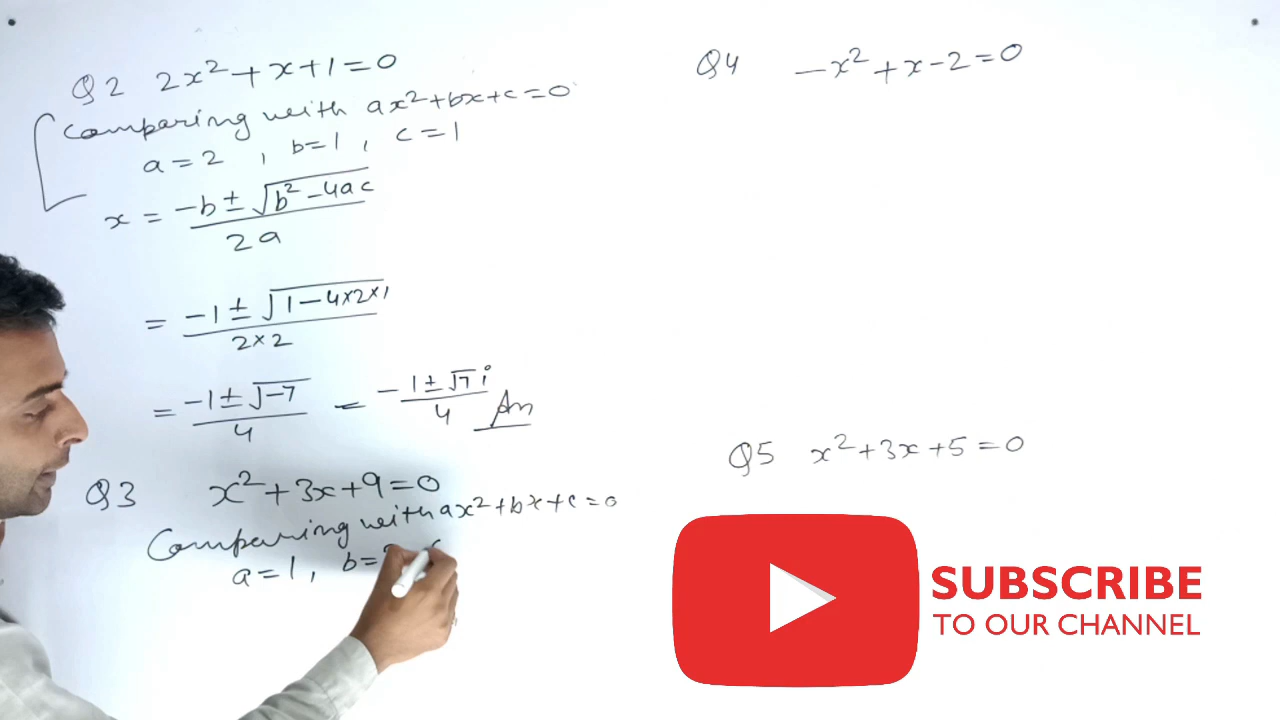 Q2 2x²+x+1=0
Comparing with ax²+bx+c=0
a=2, b=1, c=1
x = -b±√b²-4ac / 2a
= -1±√1-4×2×1 / 2×2
= -1±√-7 / 4 = -1±√7i / 4 An
Q3 x²+3x+9=0
Comparing with ax²+bx+c=0
a=1, b=
Q4 -x²+x-2=0
Q5 x²+3x+5=0
SUBSCRIBE
TO OUR CHANNEL